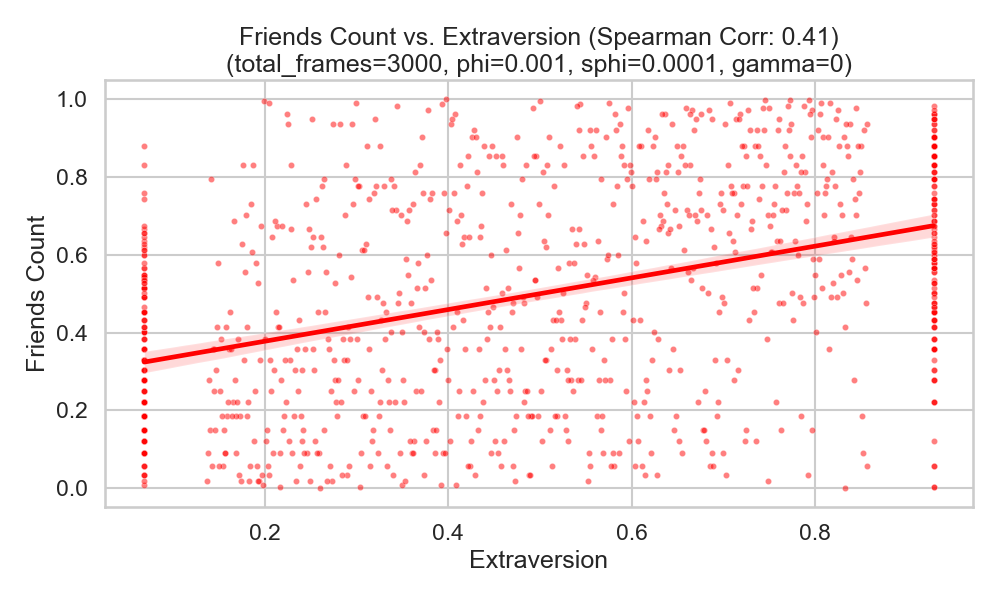 Friends Count vs. Extraversion (Spearman Corr: 0.41)
(total_frames=3000, phi=0.001, sphi=0.0001, gamma=0)
Friends Count
1.0
0.8
0.6
0.4
0.2
0.0
0.2 0.4 0.6 0.8
Extraversion